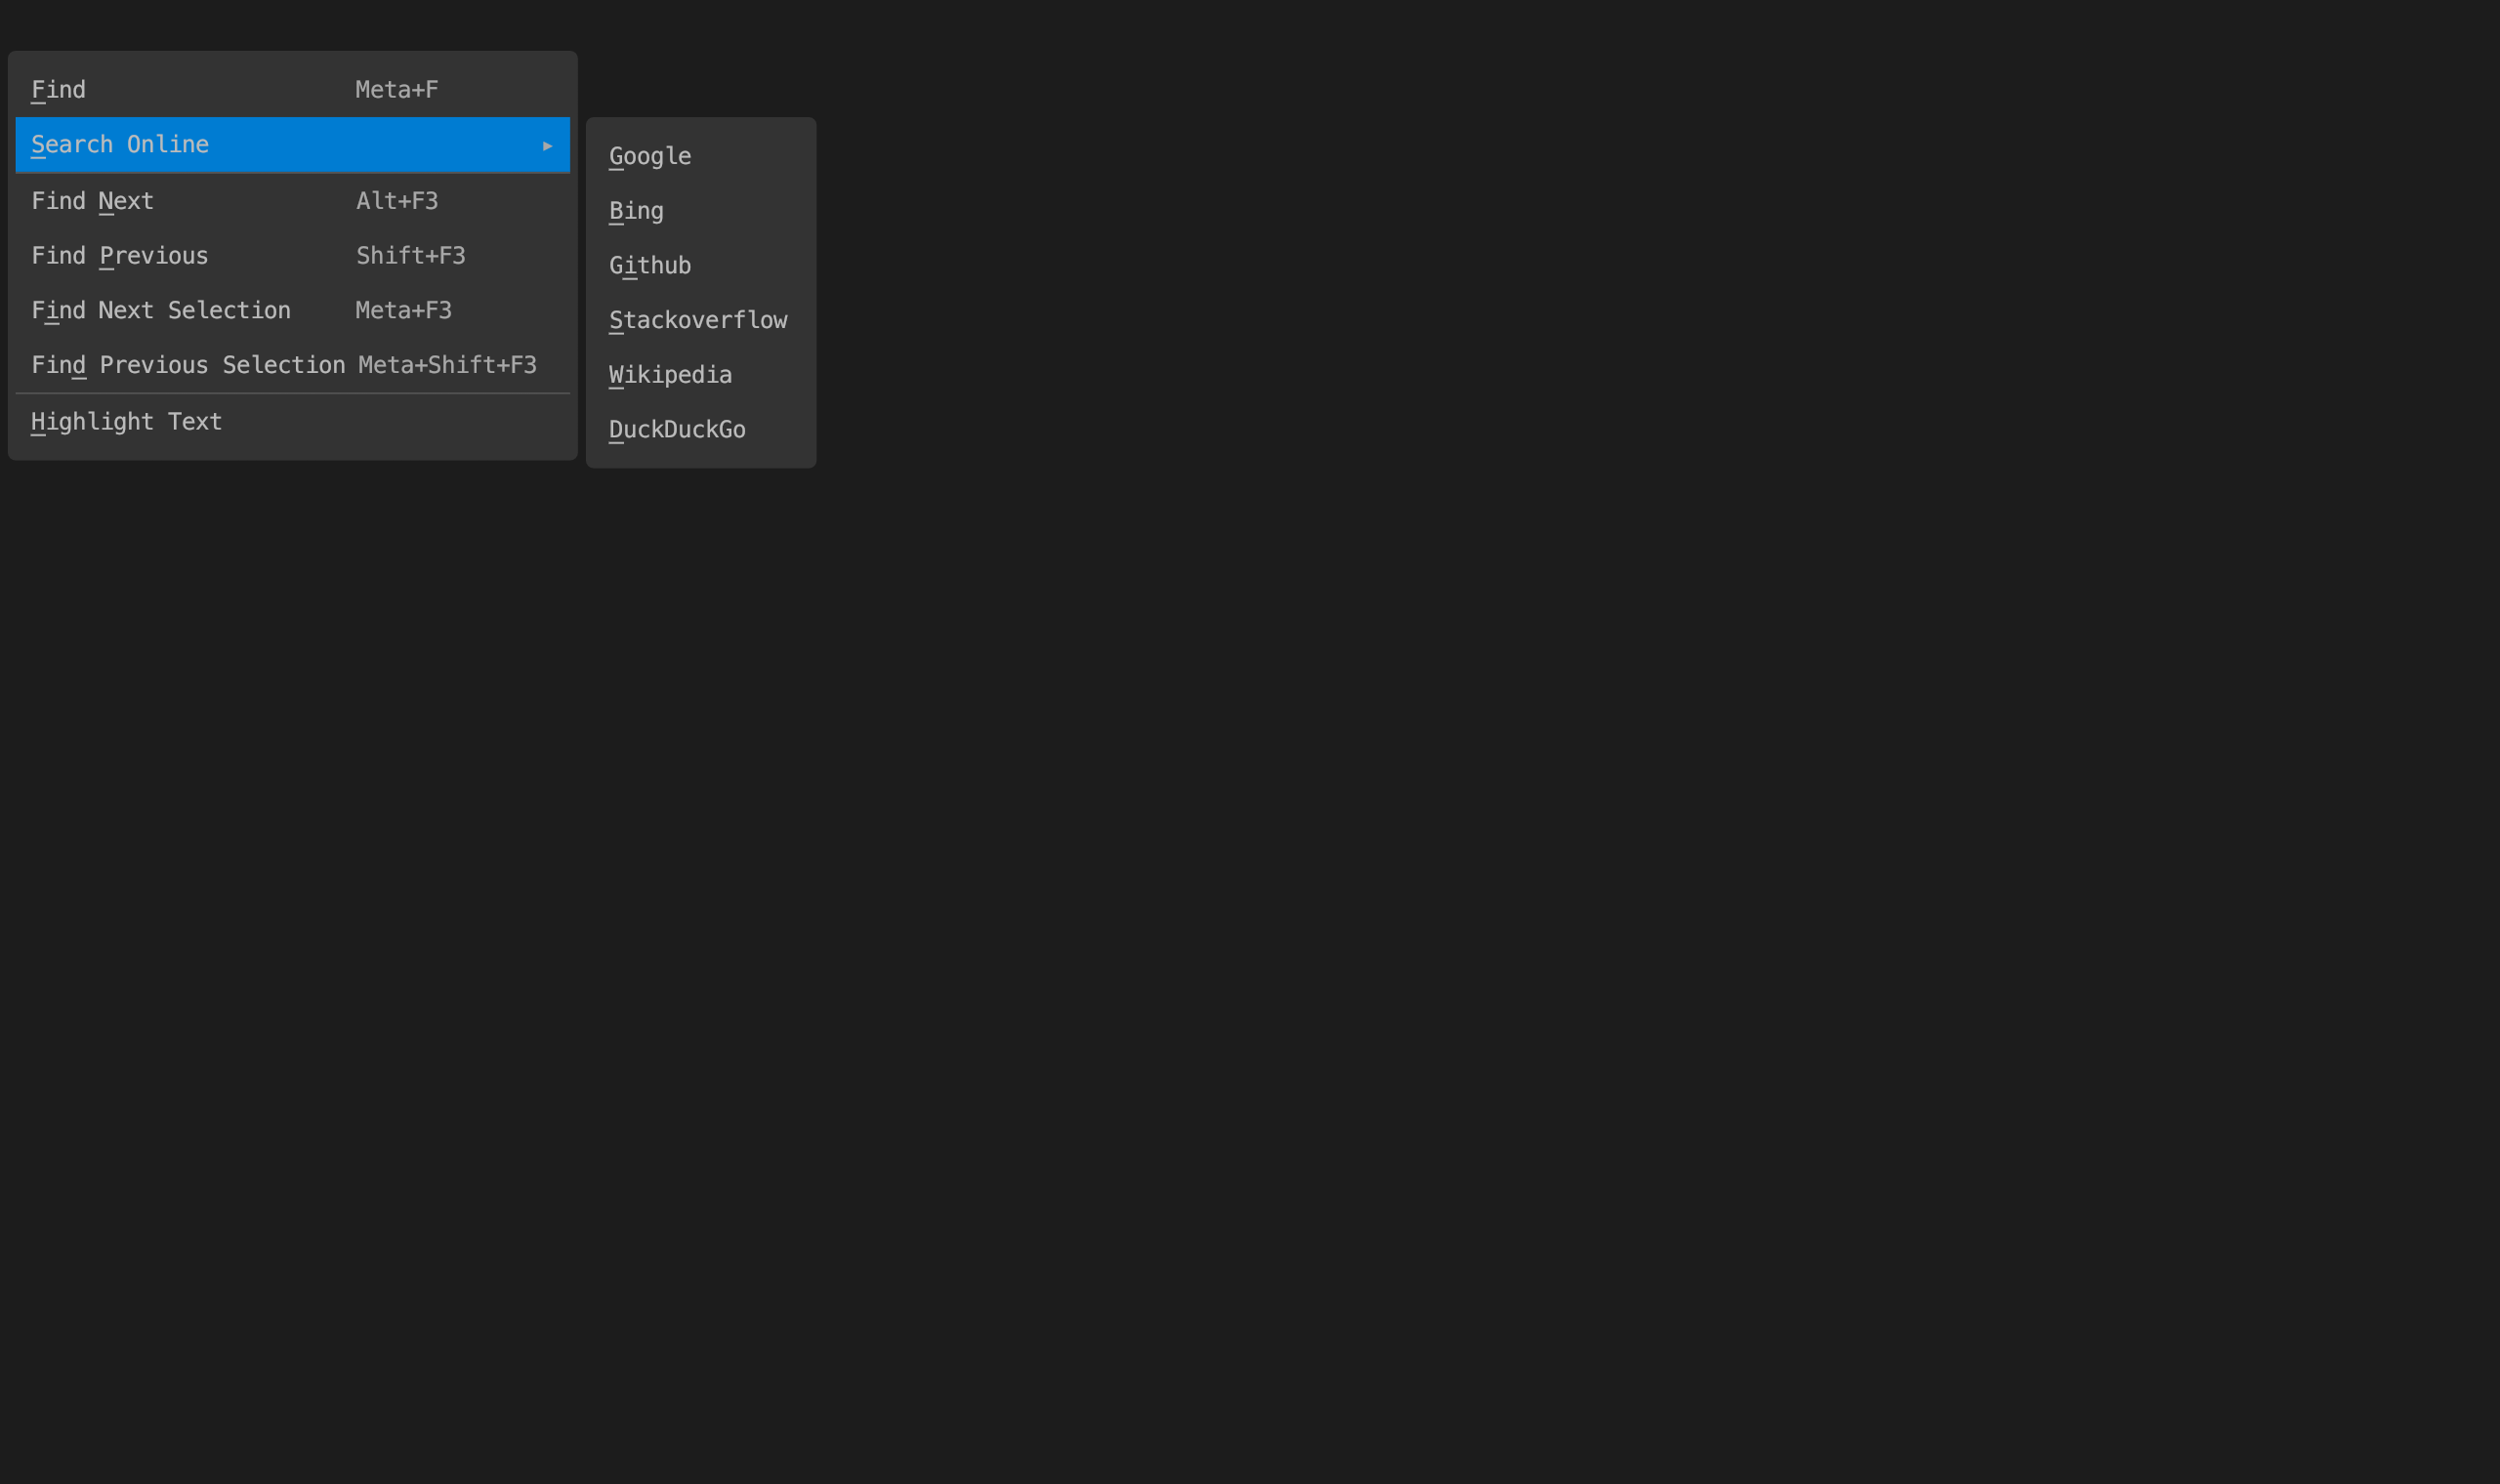 Find Meta+F
Search Online ▸
Find Next Alt+F3
Find Previous Shift+F3
Find Next Selection Meta+F3
Find Previous Selection Meta+Shift+F3
Highlight Text
Google
Bing
Github
Stackoverflow
Wikipedia
DuckDuckGo